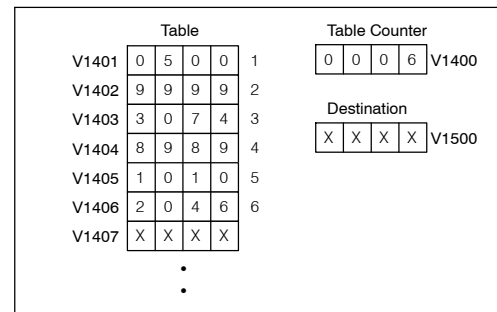 Table
V1401 0 5 0 0 1
V1402 9 9 9 9 2
V1403 3 0 7 4 3
V1404 8 9 8 9 4
V1405 1 0 1 0 5
V1406 2 0 4 6 6
V1407 X X X X
Table Counter
0 0 0 6 V1400
Destination
X X X X V1500